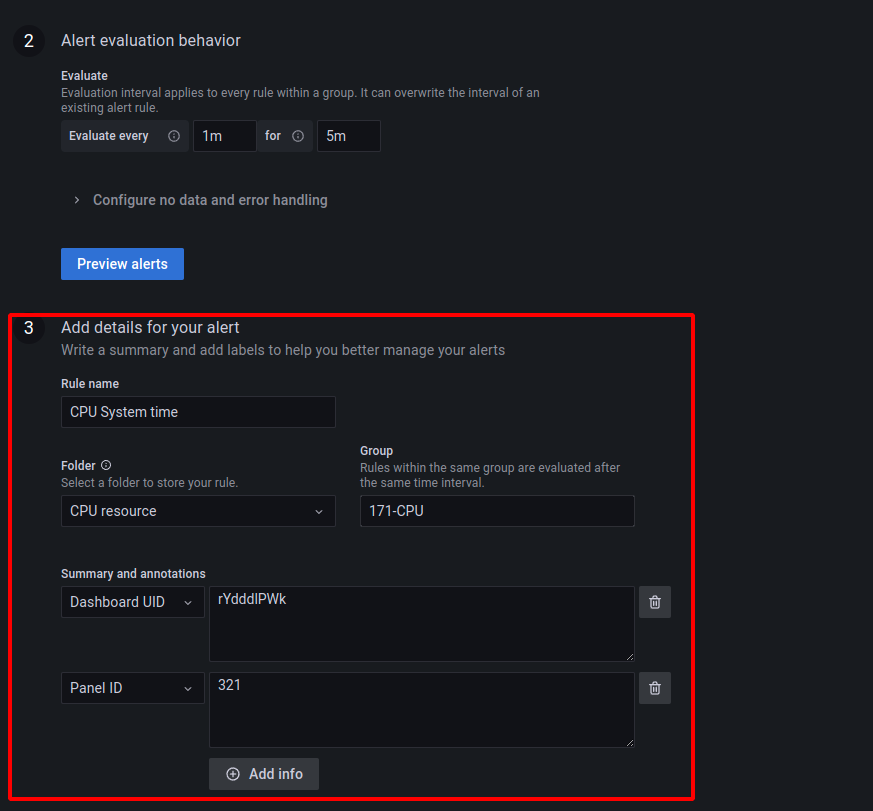 2 Alert evaluation behavior
Evaluate
Evaluation interval applies to every rule within a group. It can overwrite the interval of an
existing alert rule.
Evaluate every 1m for 5m
Configure no data and error handling
Preview alerts
3 Add details for your alert
Write a summary and add labels to help you better manage your alerts
Rule name
CPU System time
Folder
Select a folder to store your rule.
CPU resource
Group
Rules within the same group are evaluated after
the same time interval.
171-CPU
Summary and annotations
Dashboard UID rYdddlPWk
Panel ID 321
Add info